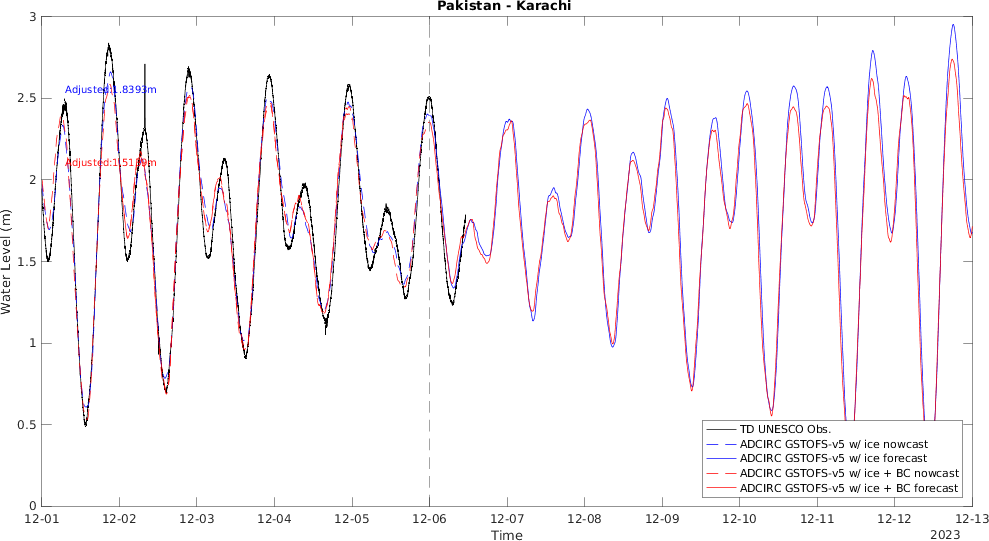 Pakistan - Karachi
3
2.5
2
1.5
1
0.5
0
Water Level (m)
Adjusted:1.8393m
TD UNESCO Obs.
ADCIRC GSTOFS-v5 w/ ice nowcast
ADCIRC GSTOFS-v5 w/ ice forecast
ADCIRC GSTOFS-v5 w/ ice + BC nowcast
ADCIRC GSTOFS-v5 w/ ice + BC forecast
12-01 12-02 12-03 12-04 12-05 12-06 12-07 12-08 12-09 12-10 12-11 12-12 12-13
Time
2023